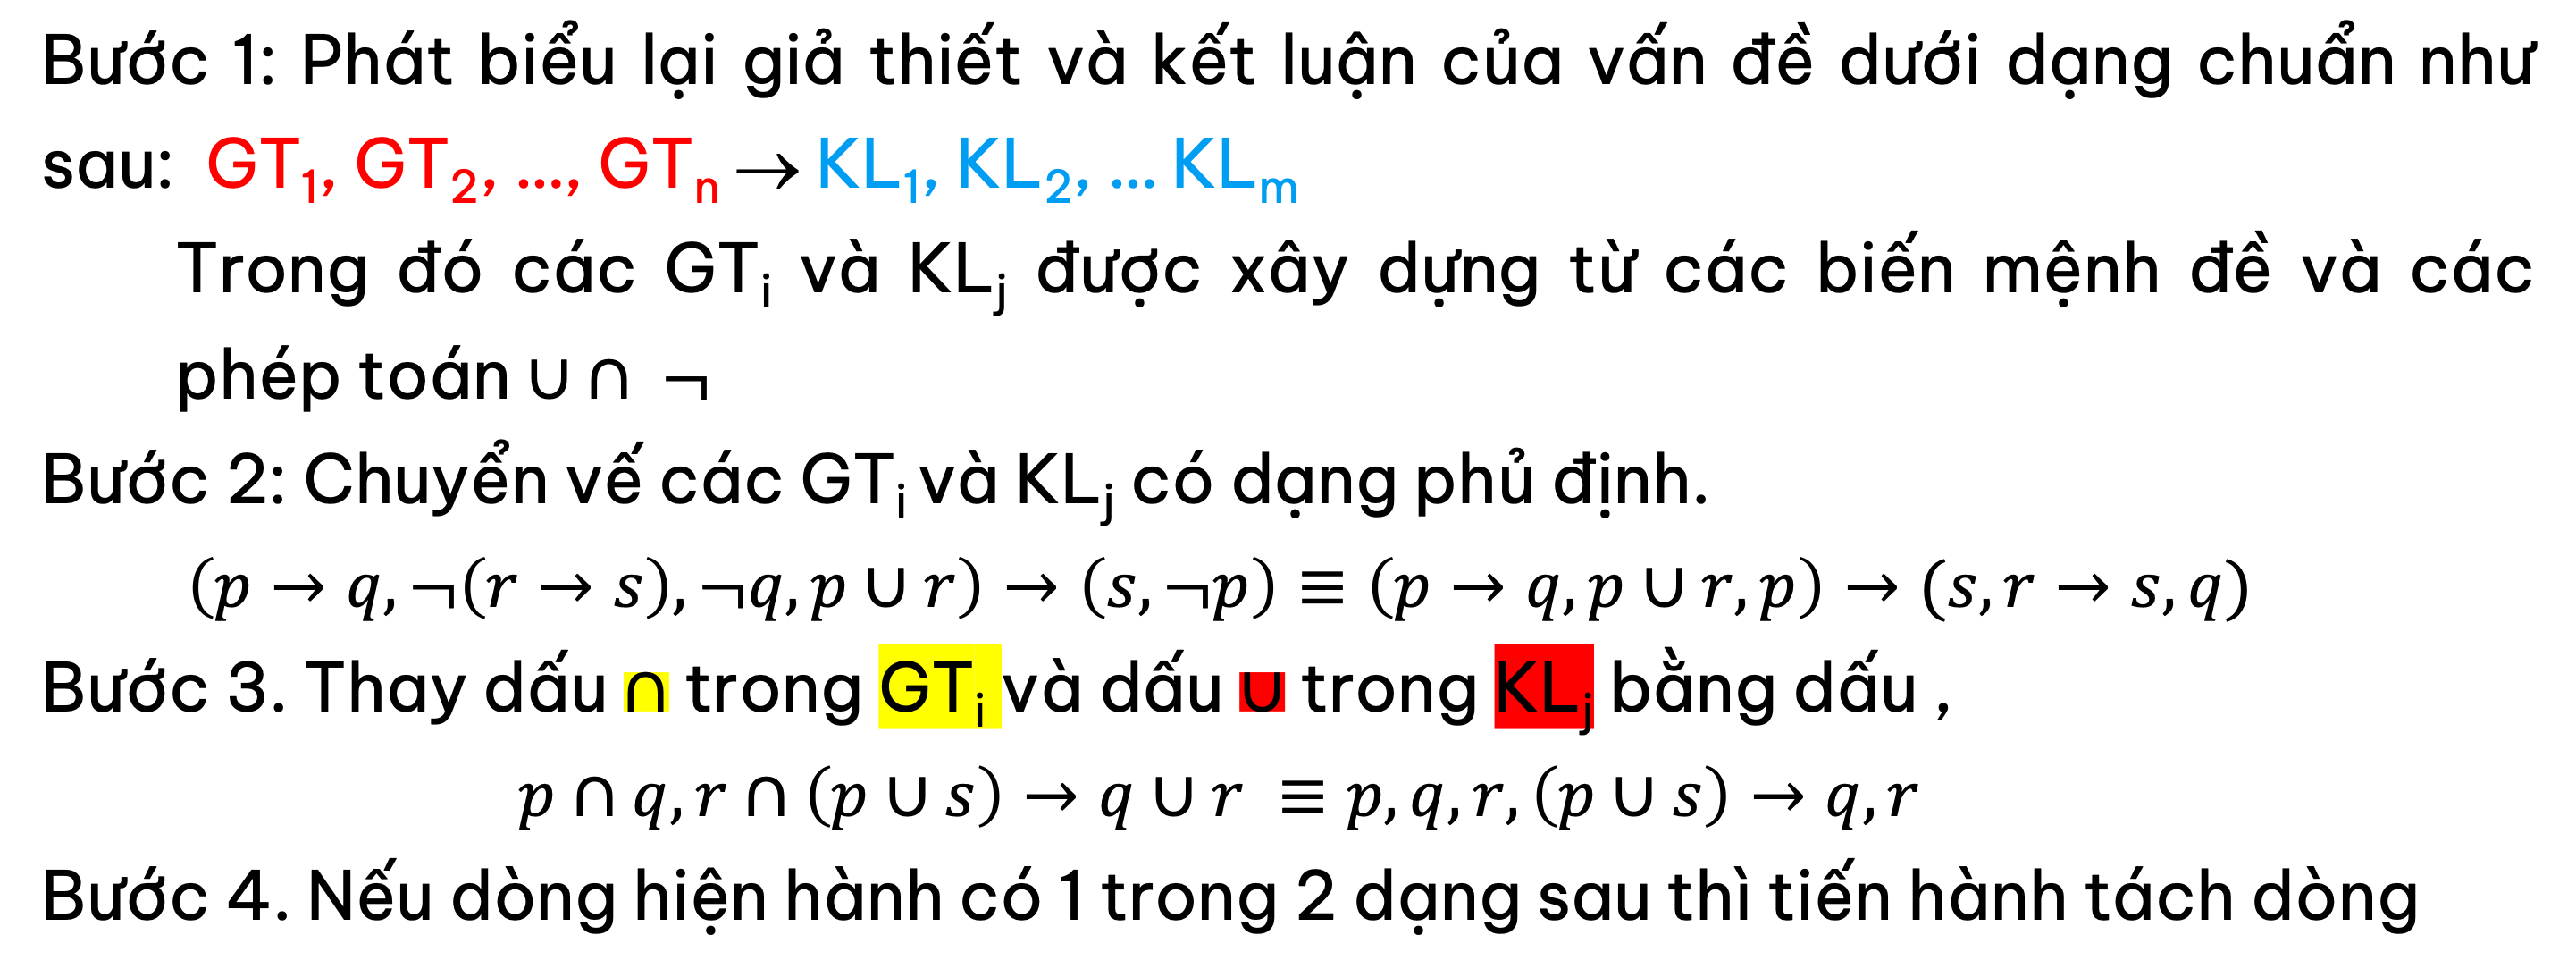 Bước 1: Phát biểu lại giả thiết và kết luận của vấn đề dưới dạng chuẩn như
sau: GT₁, GT₂, ..., GTₙ → KL₁, KL₂, ... KLₘ
Trong đó các GTᵢ và KLⱼ được xây dựng từ các biến mệnh đề và các
phép toán ∪ ∩ ¬
Bước 2: Chuyển vế các GTᵢ và KLⱼ có dạng phủ định.
(p → q, ¬(r → s), ¬q, p ∪ r) → (s, ¬p) ≡ (p → q, p ∪ r, p) → (s, r → s, q)
Bước 3. Thay dấu ∩ trong GTᵢ và dấu ∪ trong KLⱼ bằng dấu ,
p ∩ q, r ∩ (p ∪ s) → q ∪ r ≡ p, q, r, (p ∪ s) → q, r
Bước 4. Nếu dòng hiện hành có 1 trong 2 dạng sau thì tiến hành tách dòng